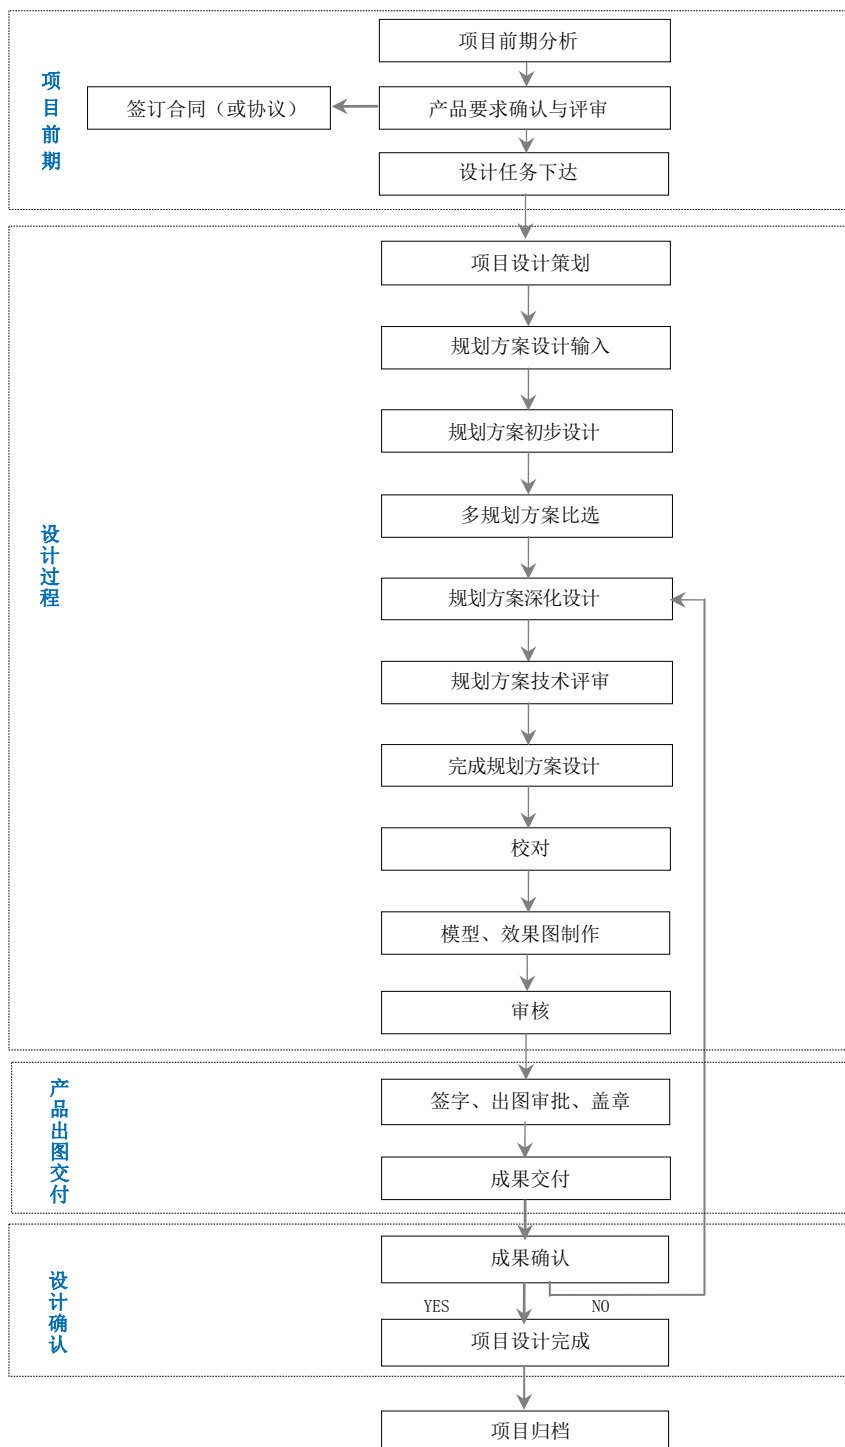 项目前期
项目前期分析
签订合同（或协议）
产品要求确认与评审
设计任务下达
设计过程
项目设计策划
规划方案设计输入
规划方案初步设计
多规划方案比选
规划方案深化设计
规划方案技术评审
完成规划方案设计
校对
模型、效果图制作
审核
产品出图交付
签字、出图审批、盖章
成果交付
设计确认
成果确认
YES
NO
项目设计完成
项目归档